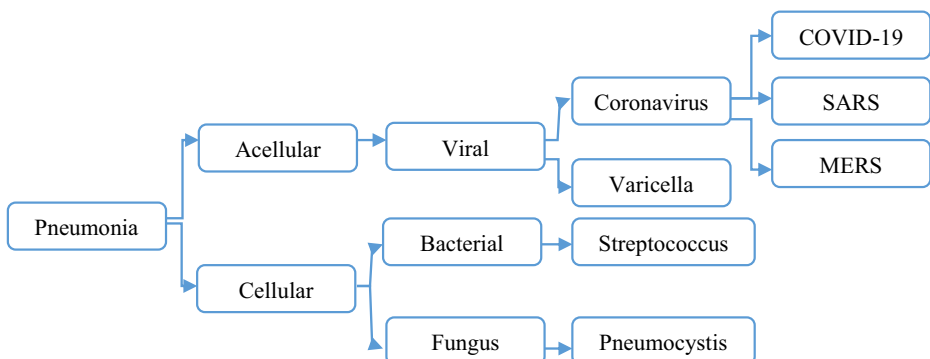 COVID-19
Coronavirus
SARS
Acellular
Viral
MERS
Varicella
Pneumonia
Bacterial
Streptococcus
Cellular
Fungus
Pneumocystis